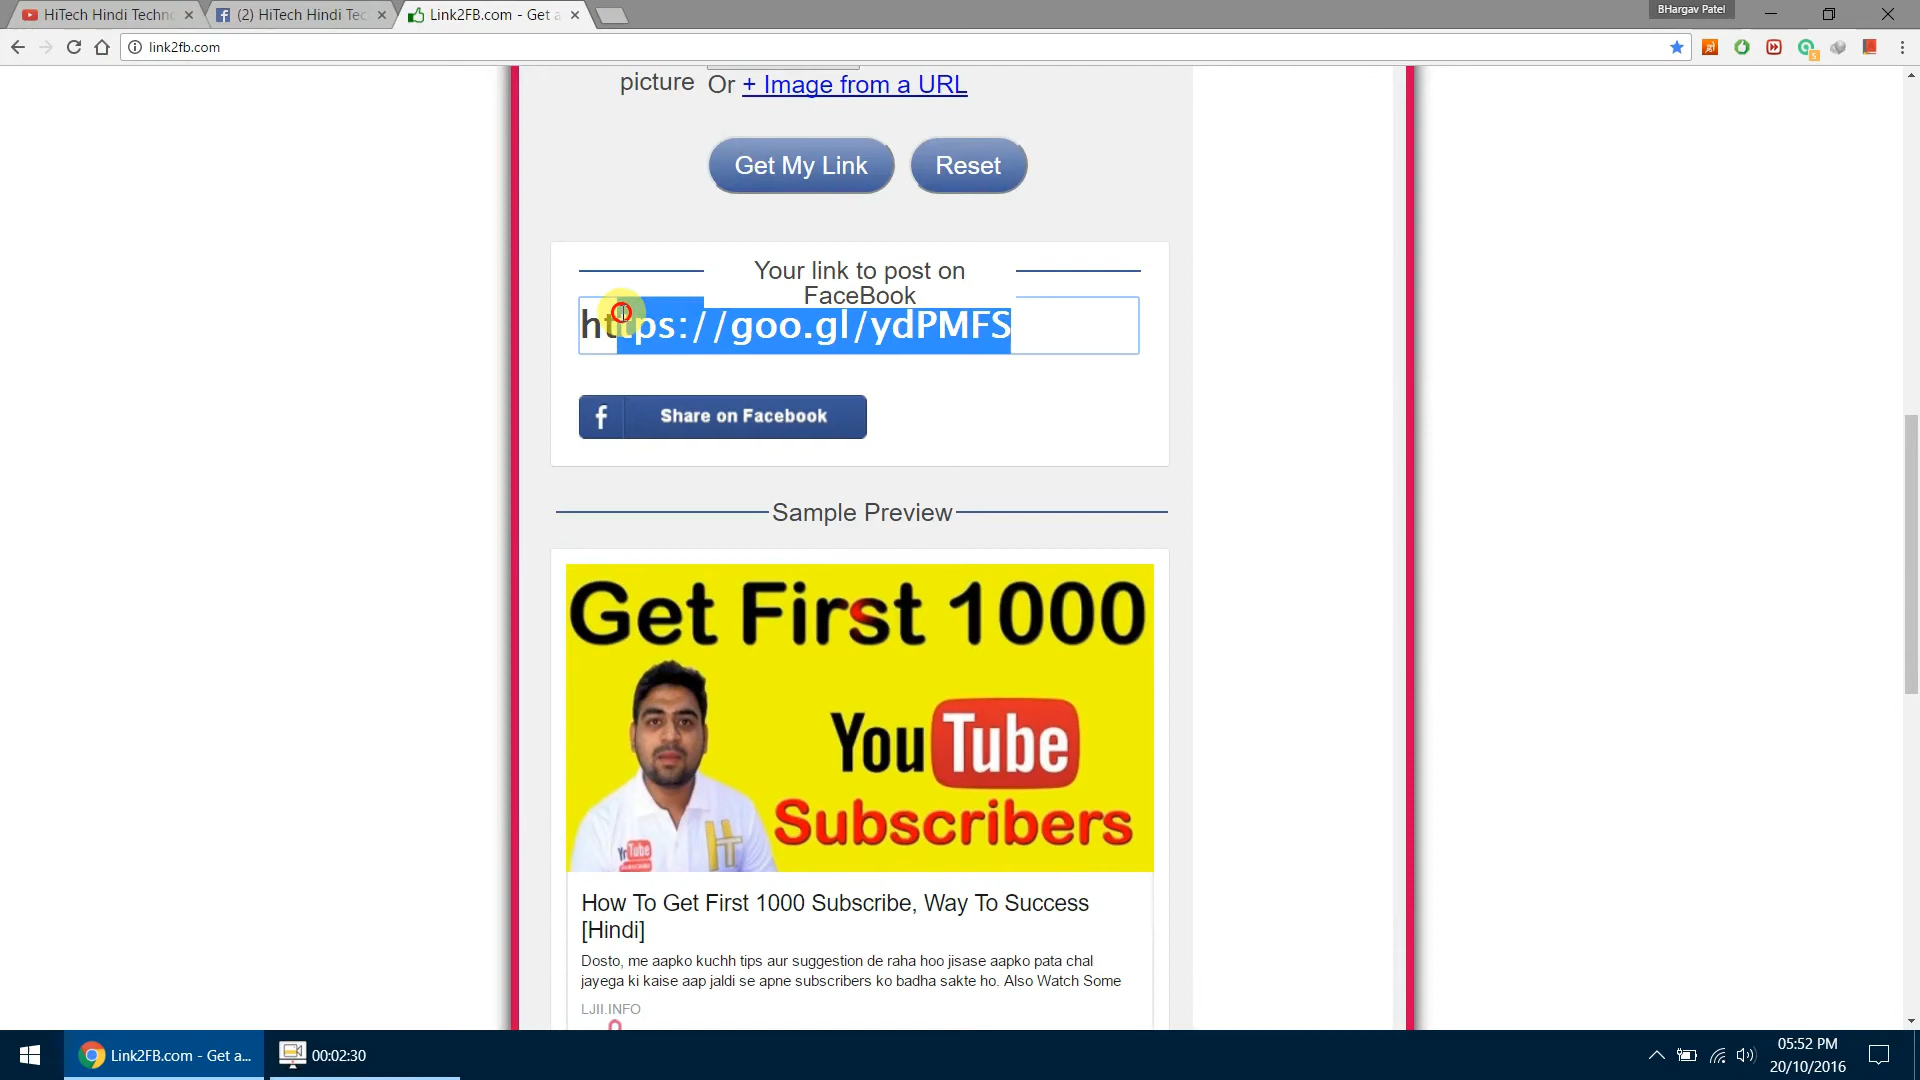 HiTech Hindi Techno
(2) HiTech Hindi Tec
Link2FB.com - Get a
BHargav Patel
link2fb.com
picture
Or + Image from a URL
Get My Link
Reset
Your link to post on
FaceBook
https://goo.gl/ydPMFS
f
Share on Facebook
Sample Preview
Get First 1000
YouTube
Subscribers
HT
Tube
How To Get First 1000 Subscribe, Way To Success
[Hindi]
Dosto, me aapko kuchh tips aur suggestion de raha hoo jisase aapko pata chal
jayega ki kaise aap jaldi se apne subscribers ko badha sakte ho. Also Watch Some
LJII.INFO
Link2FB.com - Get a...
00:02:30
05:52 PM
20/10/2016